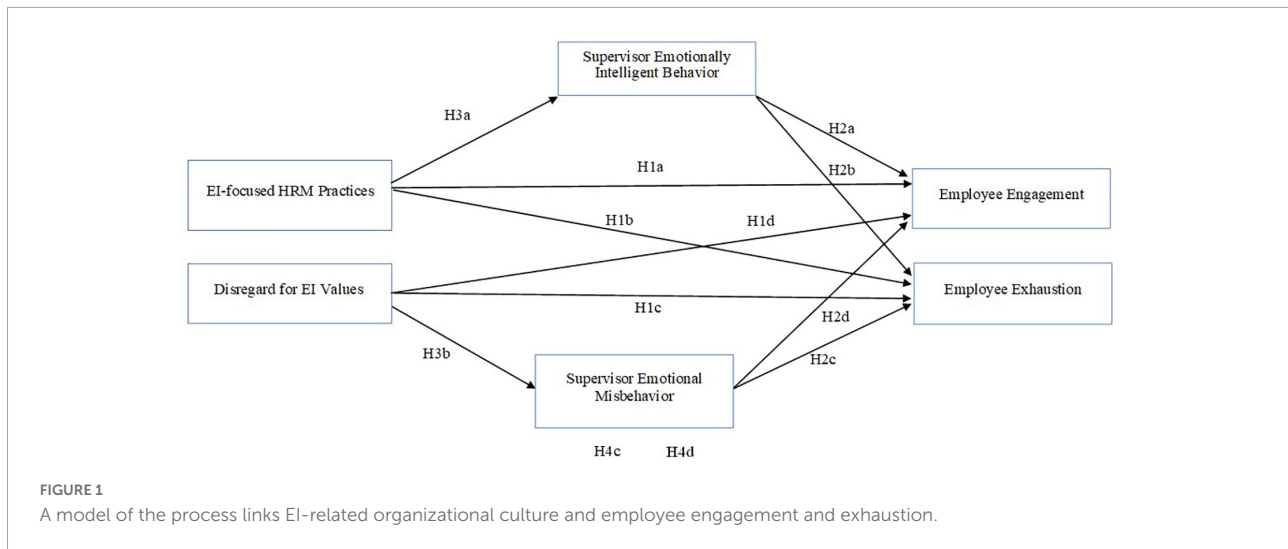 Supervisor Emotionally
Intelligent Behavior
H3a
H2a
H1a
H2b
EI-focused HRM Practices
Employee Engagement
H1b
H1d
Disregard for EI Values
Employee Exhaustion
H1c
H2d
H3b
H2c
Supervisor Emotional
Misbehavior
H4c
H4d
FIGURE 1
A model of the process links EI-related organizational culture and employee engagement and exhaustion.